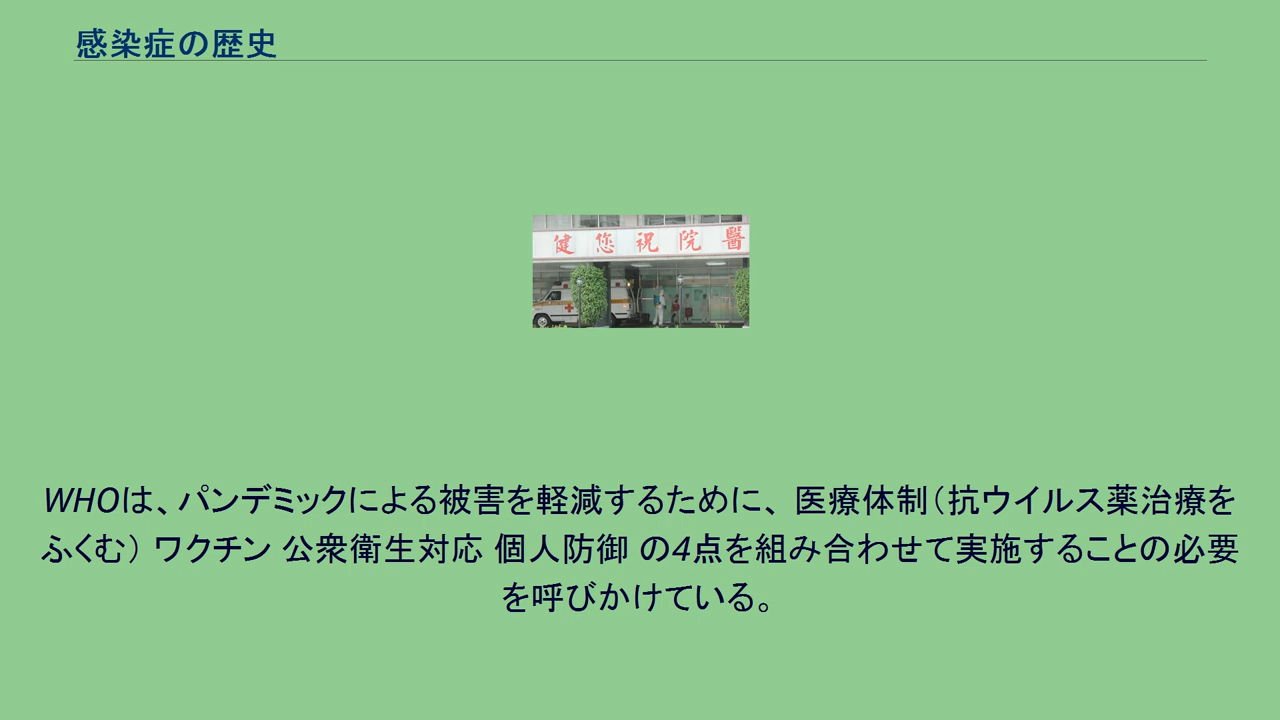 感染症の歴史
健您祝院醫
WHOは、パンデミックによる被害を軽減するために、医療体制（抗ウイルス薬治療を
ふくむ） ワクチン 公衆衛生対応 個人防御 の4点を組み合わせて実施することの必要
を呼びかけている。